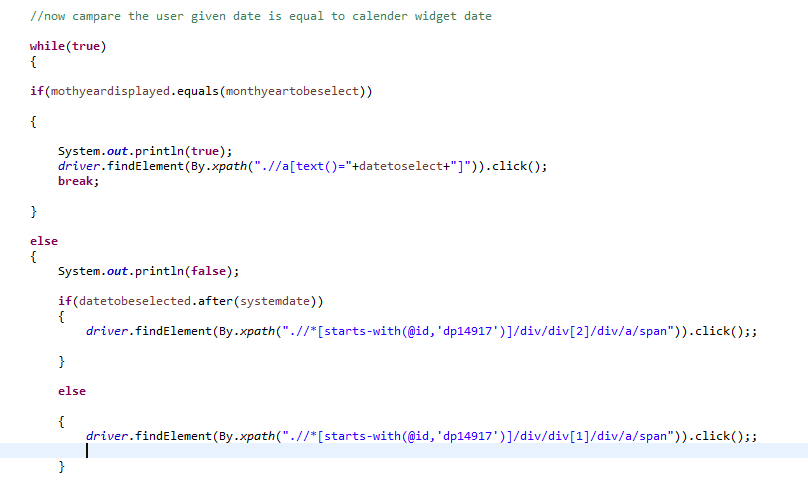 //now campare the user given date is equal to calender widget date
while(true)
{
if(mothyeardisplayed.equals(monthyeartobeselect))
{
System.out.println(true);
driver.findElement(By.xpath(".//a[text()="+datetoselect+"]")).click();
break;
}
else
{
System.out.println(false);
if(datetobeselected.after(systemdate))
{
driver.findElement(By.xpath(".//*[starts-with(@id,'dp14917')]/div/div[2]/div/a/span")).click();;
}
else
{
driver.findElement(By.xpath(".//*[starts-with(@id,'dp14917')]/div/div[1]/div/a/span")).click();;
}